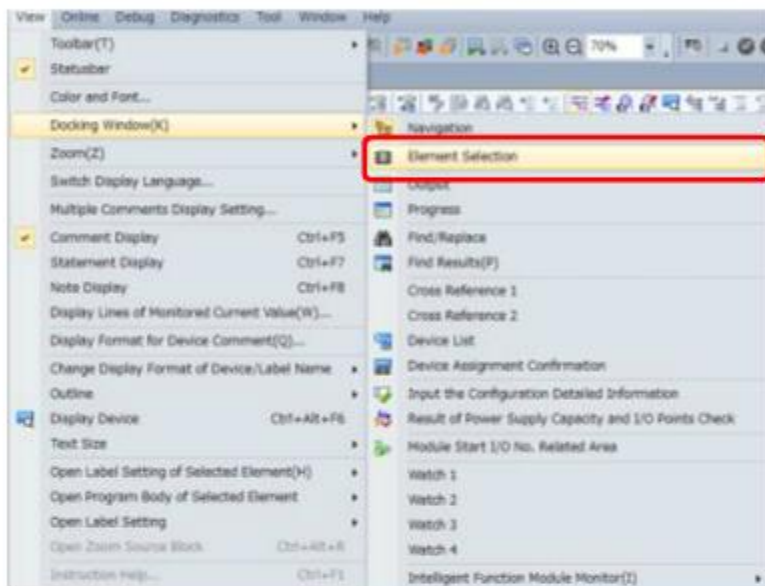 View Online Debug Diagnostics Tool Window Help
Toolbar(T)
70%
Statusbar
Color and Font...
Docking Window(K)
Zoom(Z)
Switch Display Language...
Multiple Comments Display Setting...
Comment Display Ctrl+F5
Statement Display Ctrl+F7
Note Display Ctrl+F8
Display Lines of Monitored Current Value(W)...
Display Format for Device Comment(Q)...
Change Display Format of Device/Label Name
Outline
Display Device Ctrl+Alt+F6
Text Size
Open Label Setting of Selected Element(H)
Open Program Body of Selected Element
Open Label Setting
Open Zoom Source Block Ctrl+Alt+R
Instruction Help... Ctrl+F1
Navigation
Element Selection
Output
Progress
Find/Replace
Find Results(P)
Cross Reference 1
Cross Reference 2
Device List
Device Assignment Confirmation
Input the Configuration Detailed Information
Result of Power Supply Capacity and I/O Points Check
Module Start I/O No. Related Area
Watch 1
Watch 2
Watch 3
Watch 4
Intelligent Function Module Monitor(I)